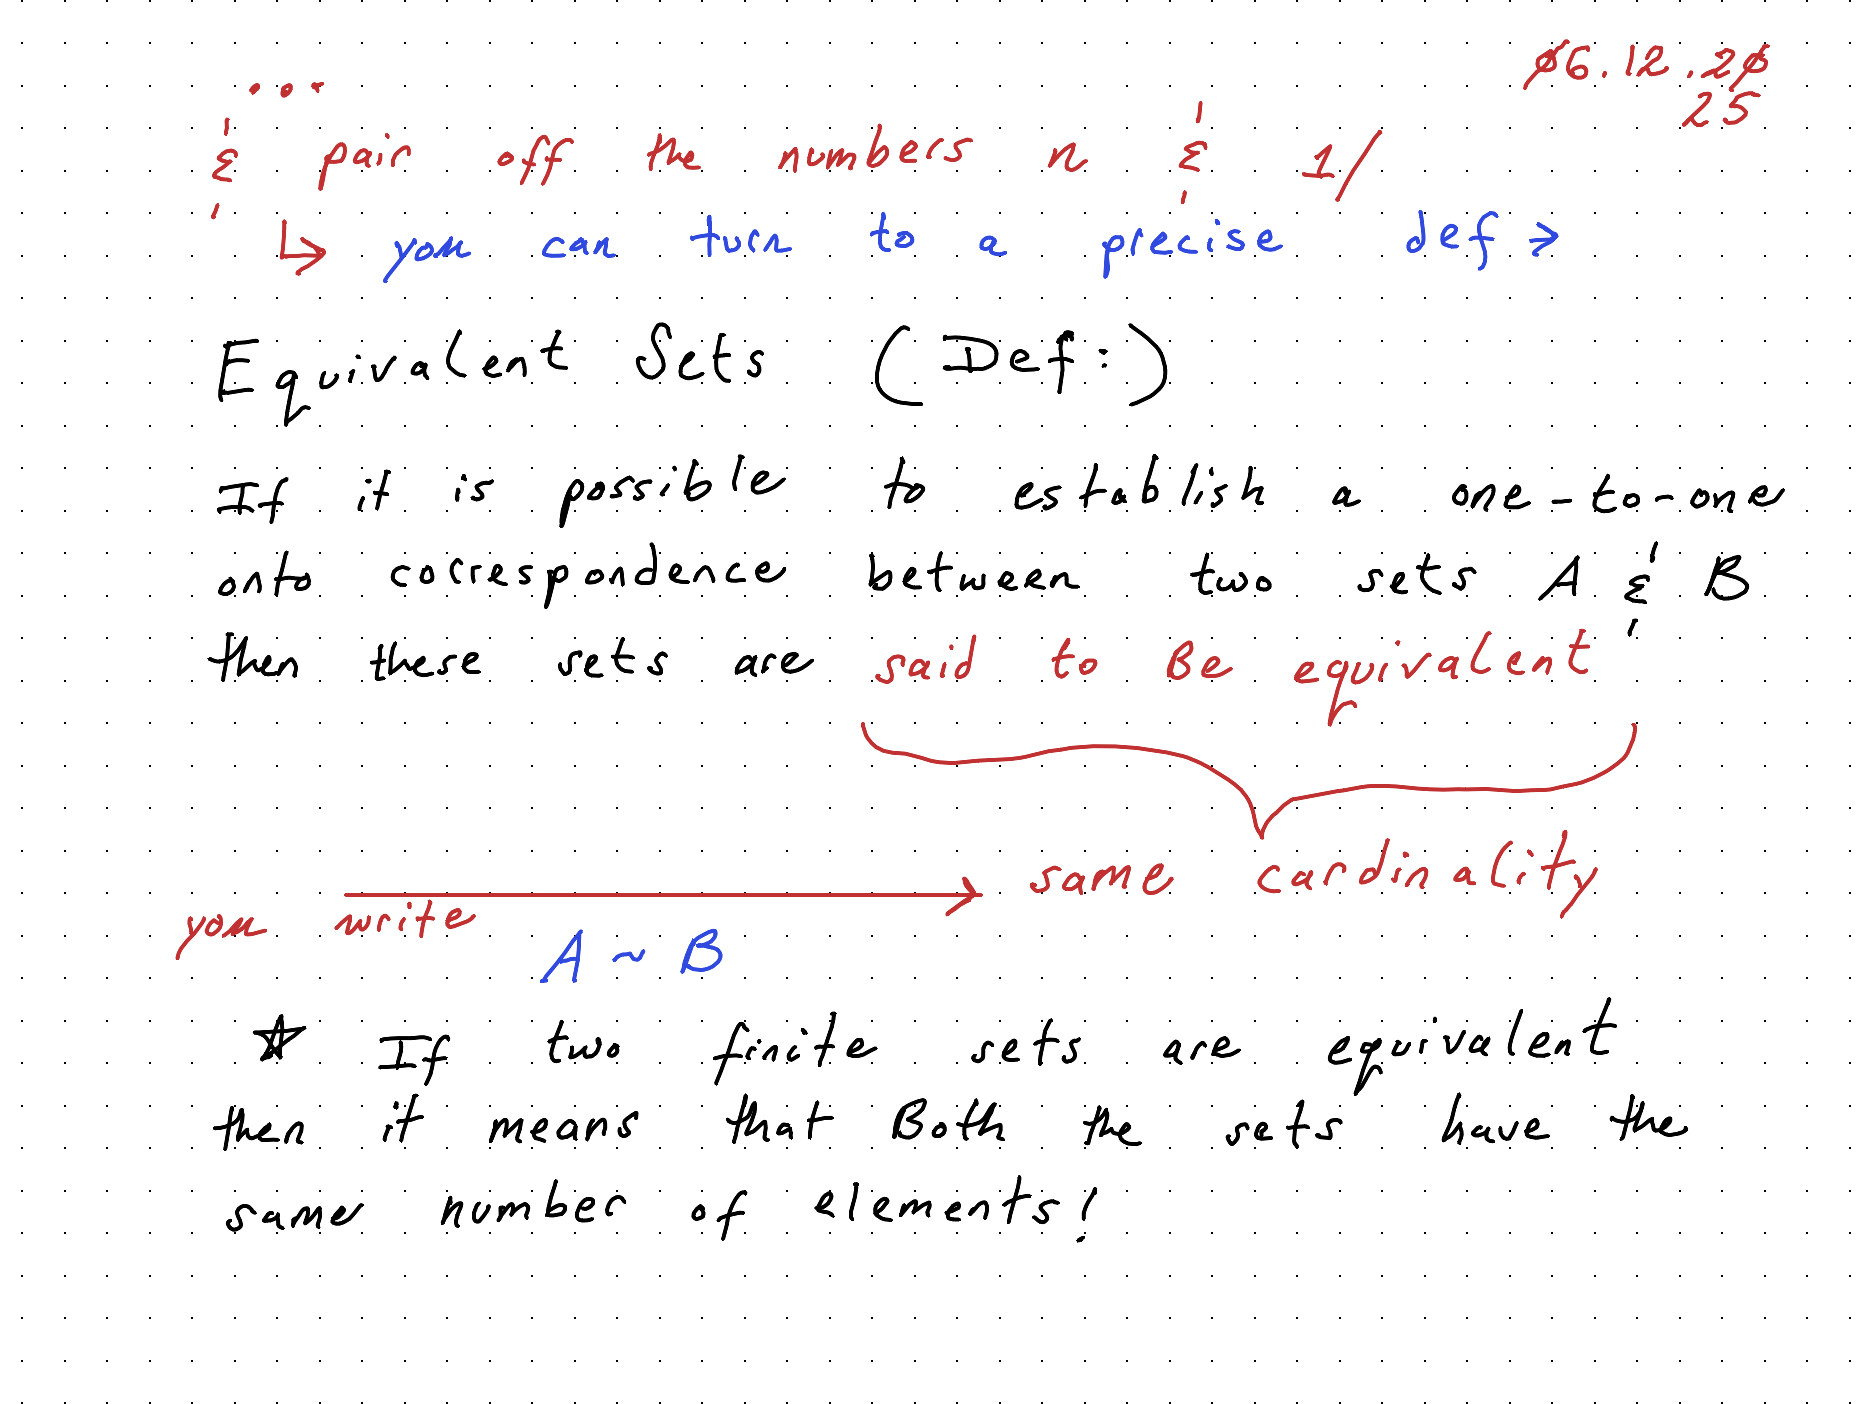 ...
06.12.20
25
& pair off the numbers n & 1/
↳ you can turn to a precise def →
Equivalent Sets (Def:)
If it is possible to establish a one-to-one
onto correspondence between two sets A & B
then these sets are said to Be equivalent
same cardinality
you write
A ~ B
☆ If two finite sets are equivalent
then it means that Both the sets have the
same number of elements!